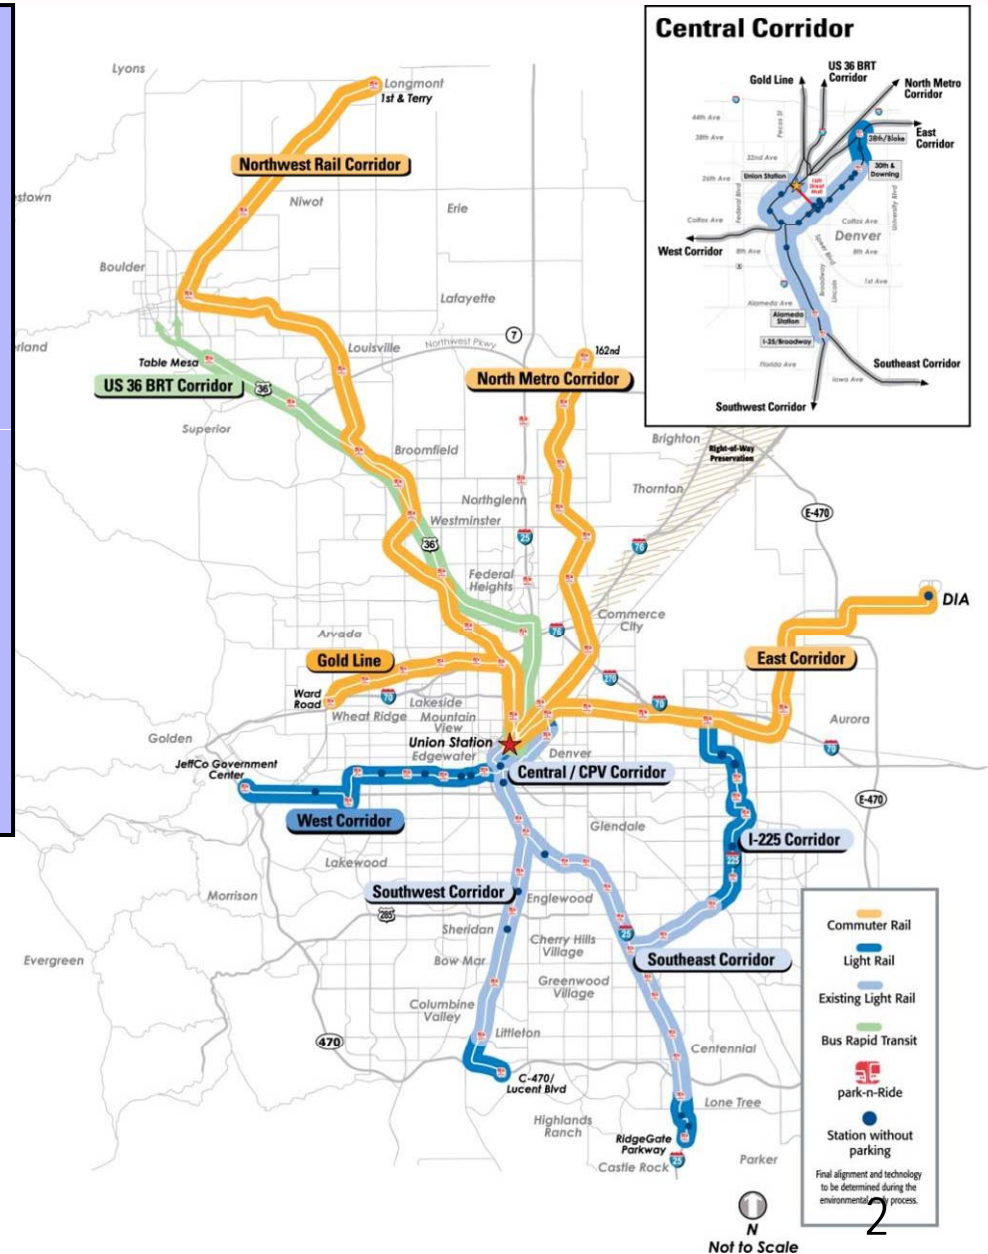 Central Corridor
Gold Line
US 36 BRT
Corridor
North Metro
Corridor
East
Corridor
44th Ave
38th Ave
Pecos St
38th/Blake
32nd Ave
30th &
Downing
26th Ave
Union Station
16th
Street
Mall
Federal Blvd
University Blvd
Colfax Ave
Colfax Ave
Denver
West Corridor
8th Ave
Speer Blvd
8th Ave
6
Broadway
Lincoln
1st Ave
Alameda Ave
Alameda
Station
I-25/Broadway
Florida Ave
Iowa Ave
Southeast Corridor
Southwest Corridor
Lyons
Longmont
1st & Terry
Northwest Rail Corridor
estown
Niwot
Erie
Boulder
Lafayette
7
Northwest Pkwy
erland
Louisville
162nd
Table Mesa
US 36 BRT Corridor
36
North Metro Corridor
Superior
Broomfield
Brighton
Right-of-Way
Preservation
Thornton
Northglenn
E-470
Westminster
36
25
76
Federal
Heights
DIA
Commerce
City
Arvada
76
Gold Line
East Corridor
270
Ward
Road
70
Lakeside
70
Wheat Ridge
Mountain
View
Aurora
Golden
Union Station
Edgewater
Denver
70
JeffCo Government
Center
Central / CPV Corridor
E-470
West Corridor
Glendale
I-225 Corridor
Lakewood
225
Southwest Corridor
Morrison
Englewood
285
Sheridan
25
Cherry Hills
Village
Evergreen
Bow Mar
Southeast Corridor
Greenwood
Village
Columbine
Valley
470
Littleton
Centennial
C-470/
Lucent Blvd
Lone Tree
Highlands
Ranch
RidgeGate
Parkway
Castle Rock
25
Parker
Commuter Rail
Light Rail
Existing Light Rail
Bus Rapid Transit
park-n-Ride
Station without
parking
Final alignment and technology
to be determined during the
environmental study process.
2
N
Not to Scale